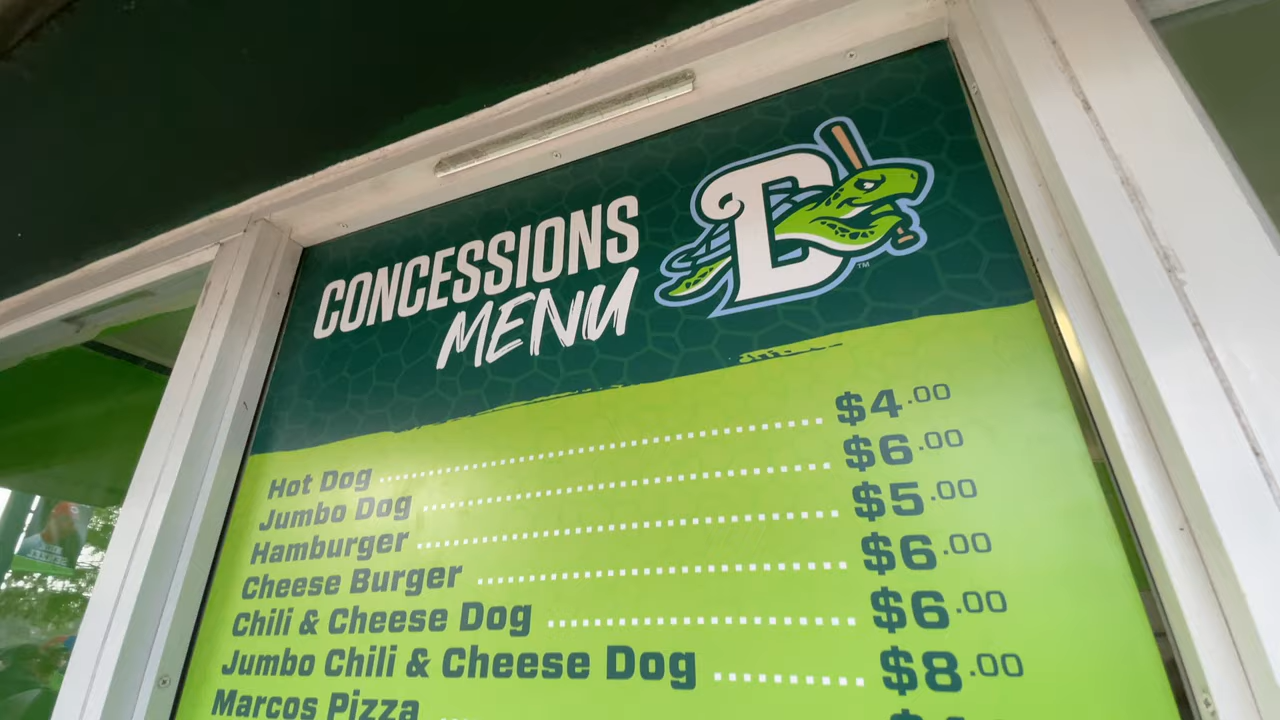 CONCESSIONS
MENU
D
TM
Hot Dog ........................................ $4.00
Jumbo Dog ........................................ $6.00
Hamburger ........................................ $5.00
Cheese Burger ................................ $6.00
Chili & Cheese Dog ........................ $6.00
Jumbo Chili & Cheese Dog ............ $8.00
Marcos Pizza